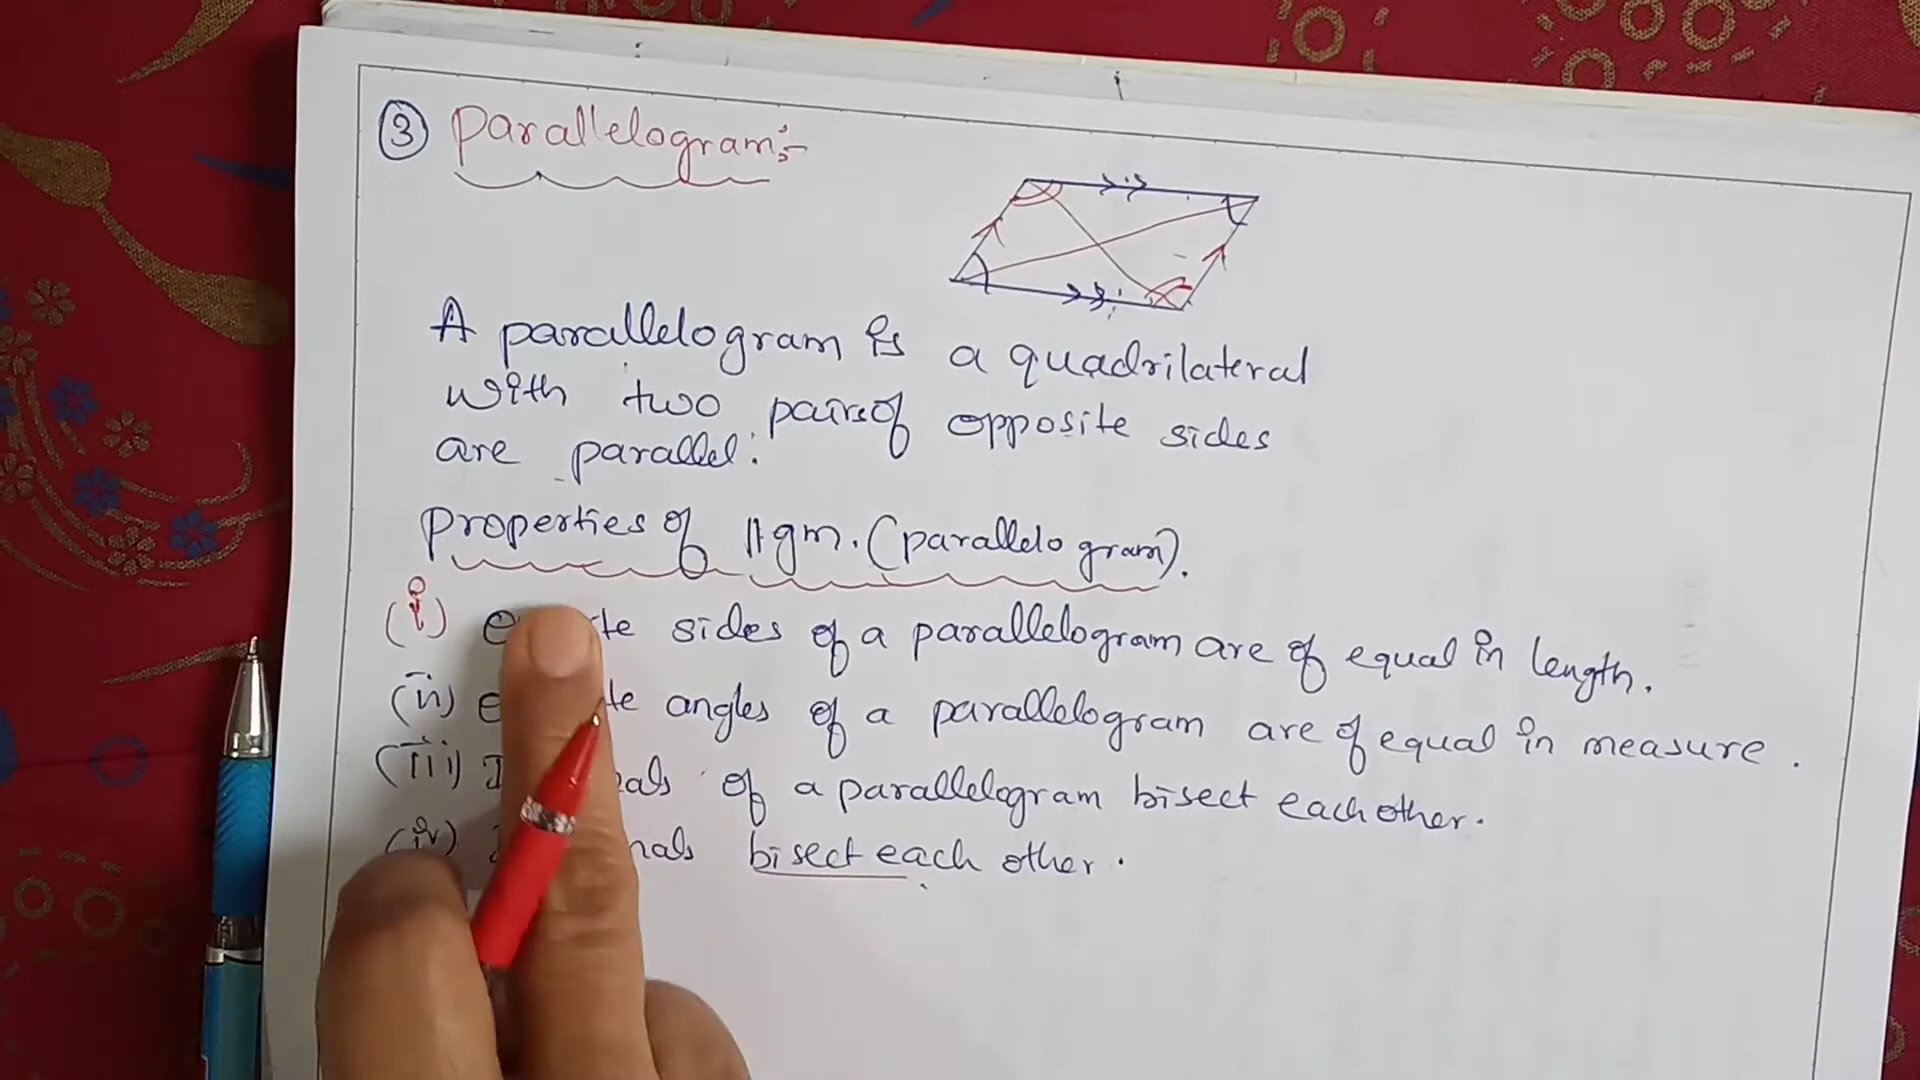 3 Parallelogram:-
A parallelogram is a quadrilateral
with two pairs of opposite sides
are parallel.
Properties of ||gm. (parallelogram).
(i) sides of a parallelogram are of equal in length.
(ii) angles of a parallelogram are of equal in measure.
(iii) of a parallelogram bisect each other.
(iv) bisect each other.